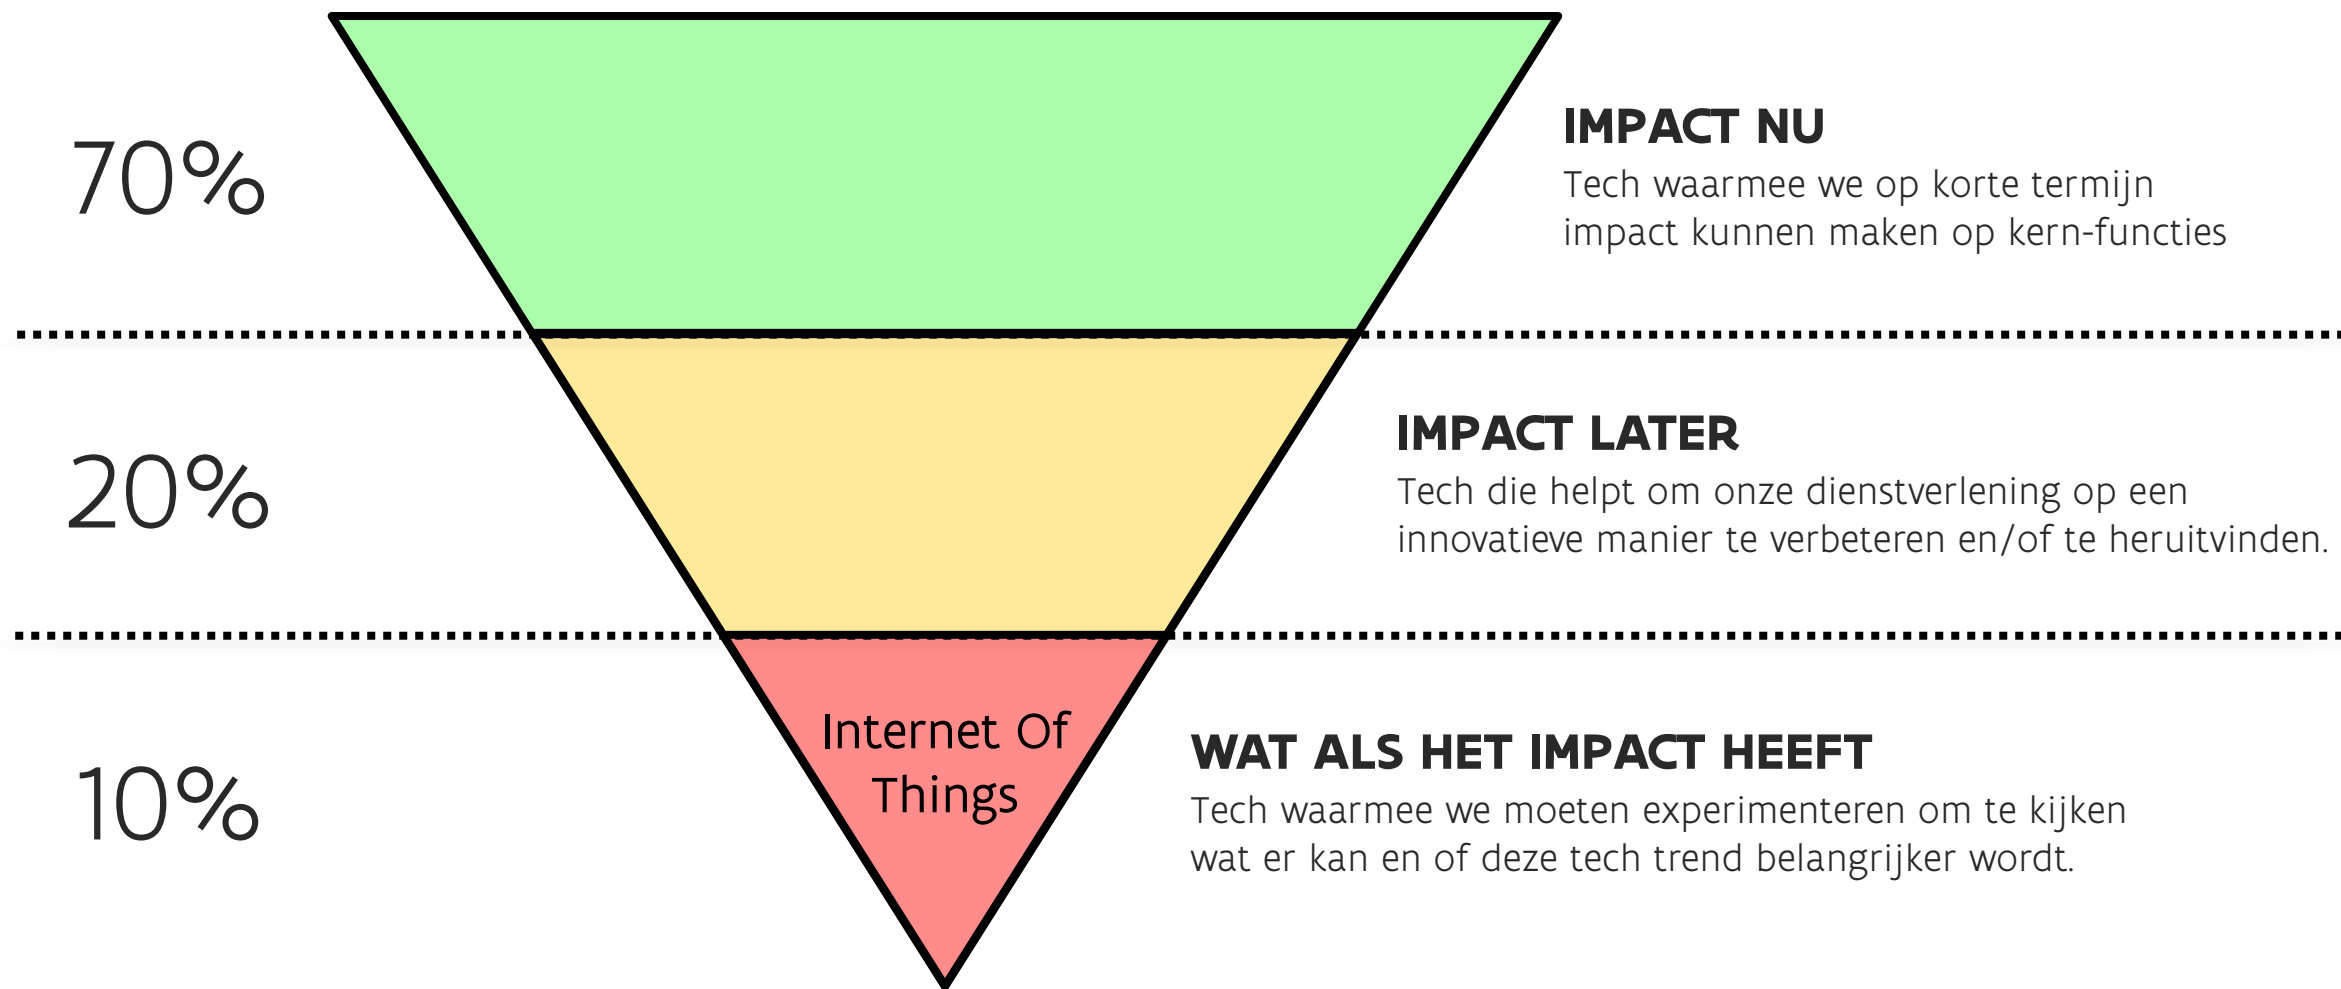 70%
IMPACT NU
Tech waarmee we op korte termijn
impact kunnen maken op kern-functies
20%
IMPACT LATER
Tech die helpt om onze dienstverlening op een
innovatieve manier te verbeteren en/of te heruitvinden.
10%
Internet Of
Things
WAT ALS HET IMPACT HEEFT
Tech waarmee we moeten experimenteren om te kijken
wat er kan en of deze tech trend belangrijker wordt.